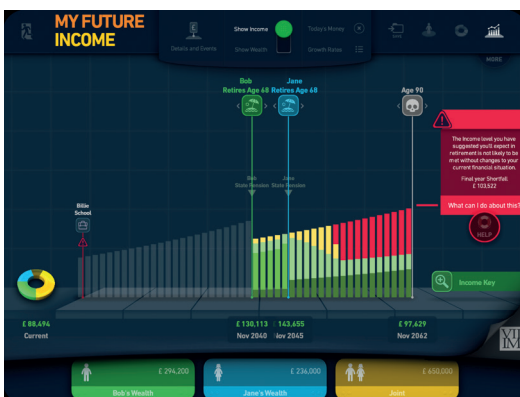 MY FUTURE
INCOME
Details and Events
Show Income
Show Wealth
Today's Money
Growth Rates
SAVE
MORE
Bob
Retires Age 68
Jane
Retires Age 68
Age 90
Bob
State Pension
Jane
State Pension
Billie
School
The Income level you have
suggested you'll expect in
retirement is not likely to be
met without changes to your
current financial situation.
Final year Shortfall
£ 103,522
What can I do about this?
HELP
Income Key
£ 88,494
Current
£ 130,113
Nov 2040
£ 143,655
Nov 2045
£ 97,629
Nov 2062
£ 294,200
Bob's Wealth
£ 236,000
Jane's Wealth
£ 650,000
Joint